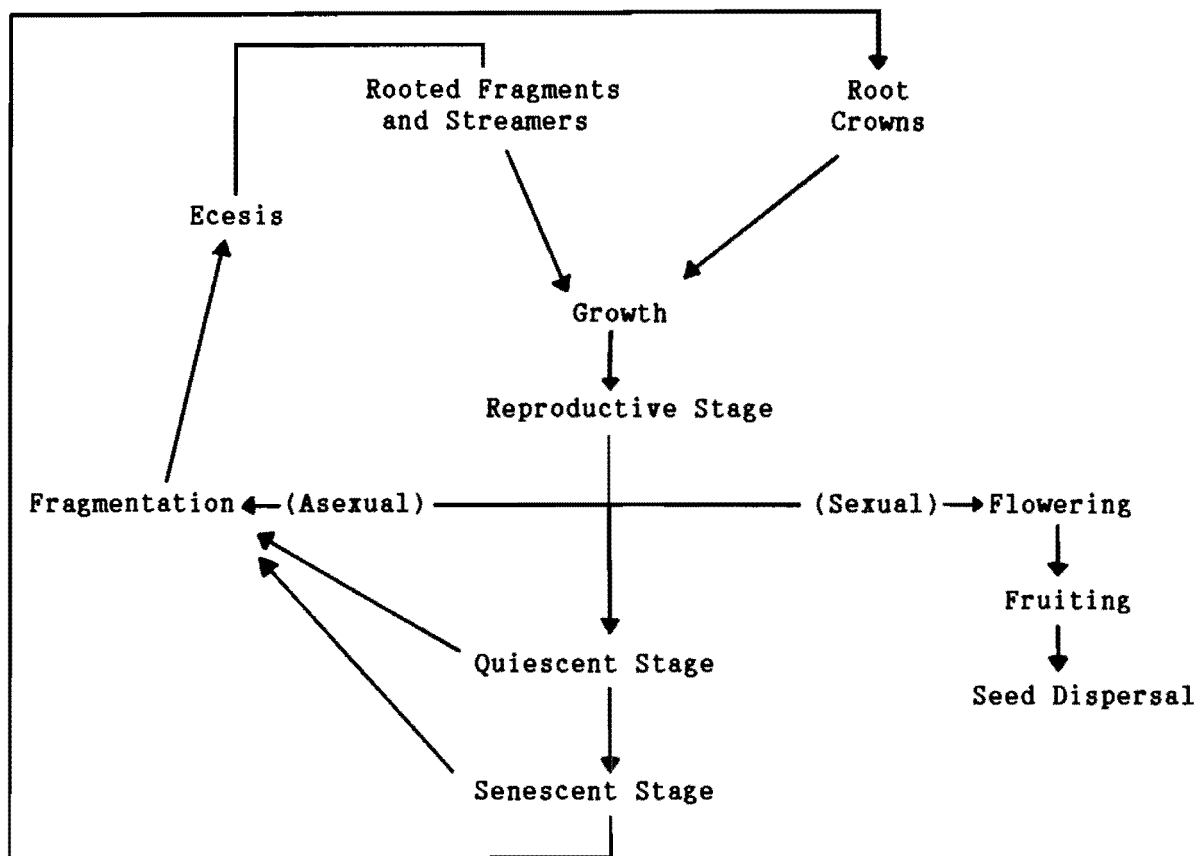 Rooted Fragments
and Streamers
Root
Crowns
Ecesis
Growth
Reproductive Stage
Fragmentation
(Asexual)
(Sexual)
Flowering
Fruiting
Quiescent Stage
Seed Dispersal
Senescent Stage